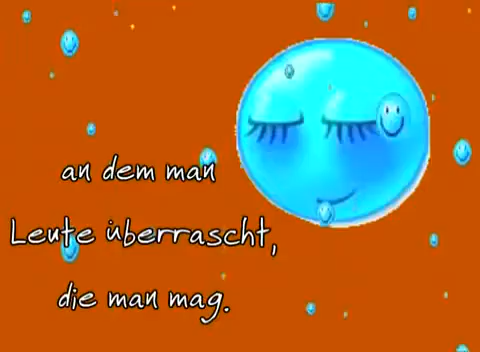 an dem man
Leute überrascht,
die man mag.